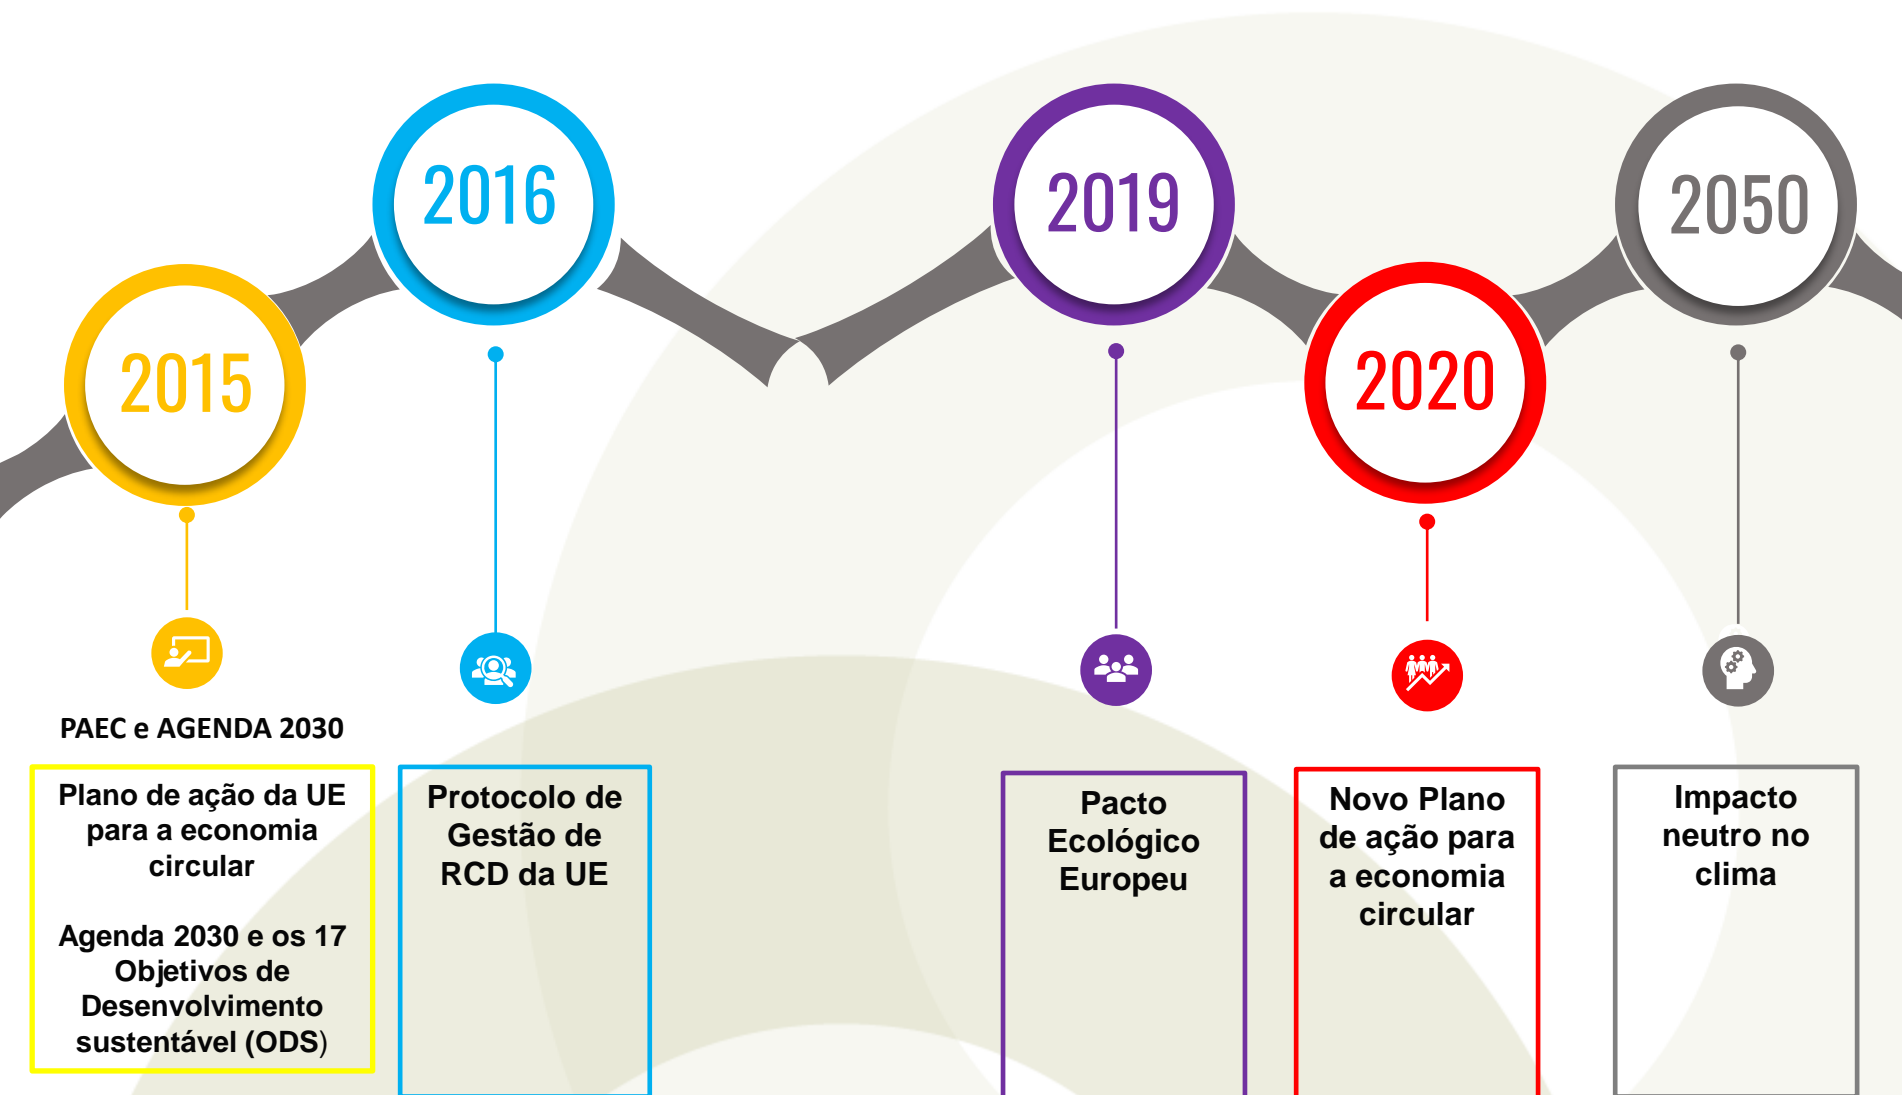 2015
2016
2019
2020
2050
PAEC e AGENDA 2030
Plano de ação da UE
para a economia
circular
Agenda 2030 e os 17
Objetivos de
Desenvolvimento
sustentável (ODS)
Protocolo de
Gestão de
RCD da UE
Pacto
Ecológico
Europeu
Novo Plano
de ação para
a economia
circular
Impacto
neutro no
clima